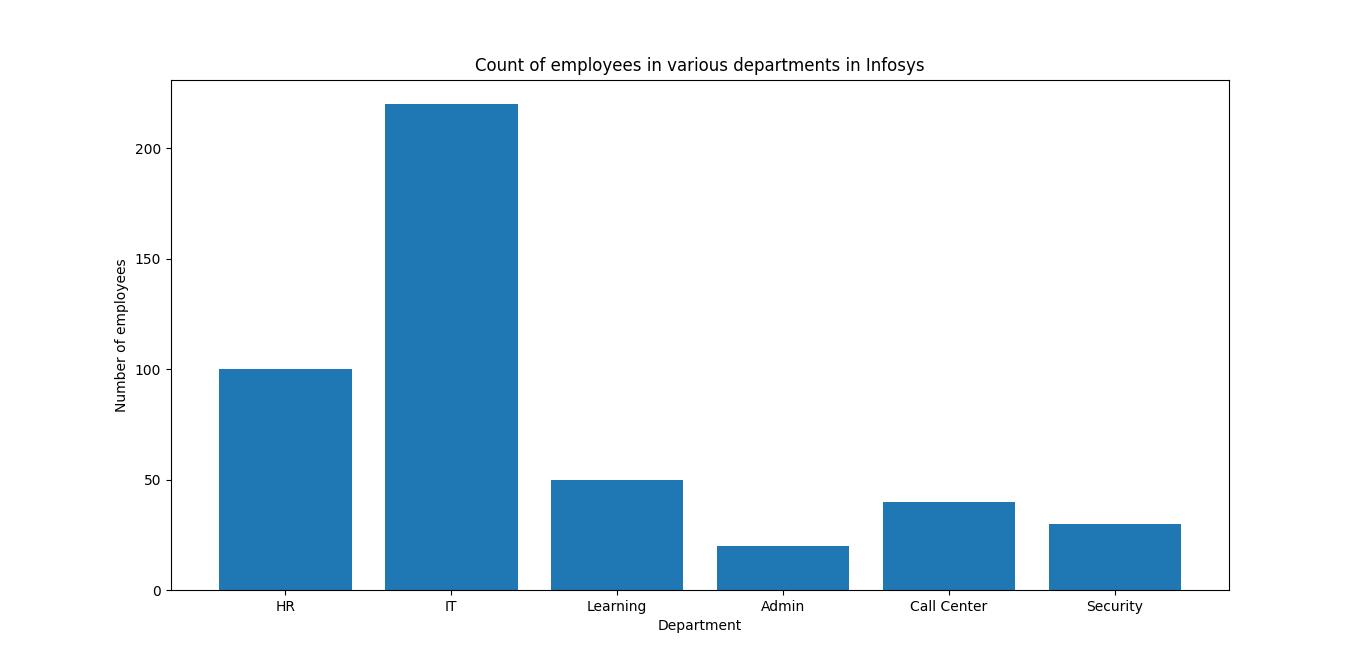 Count of employees in various departments in Infosys
Number of employees
200
150
100
50
0
HR IT Learning Admin Call Center Security
Department